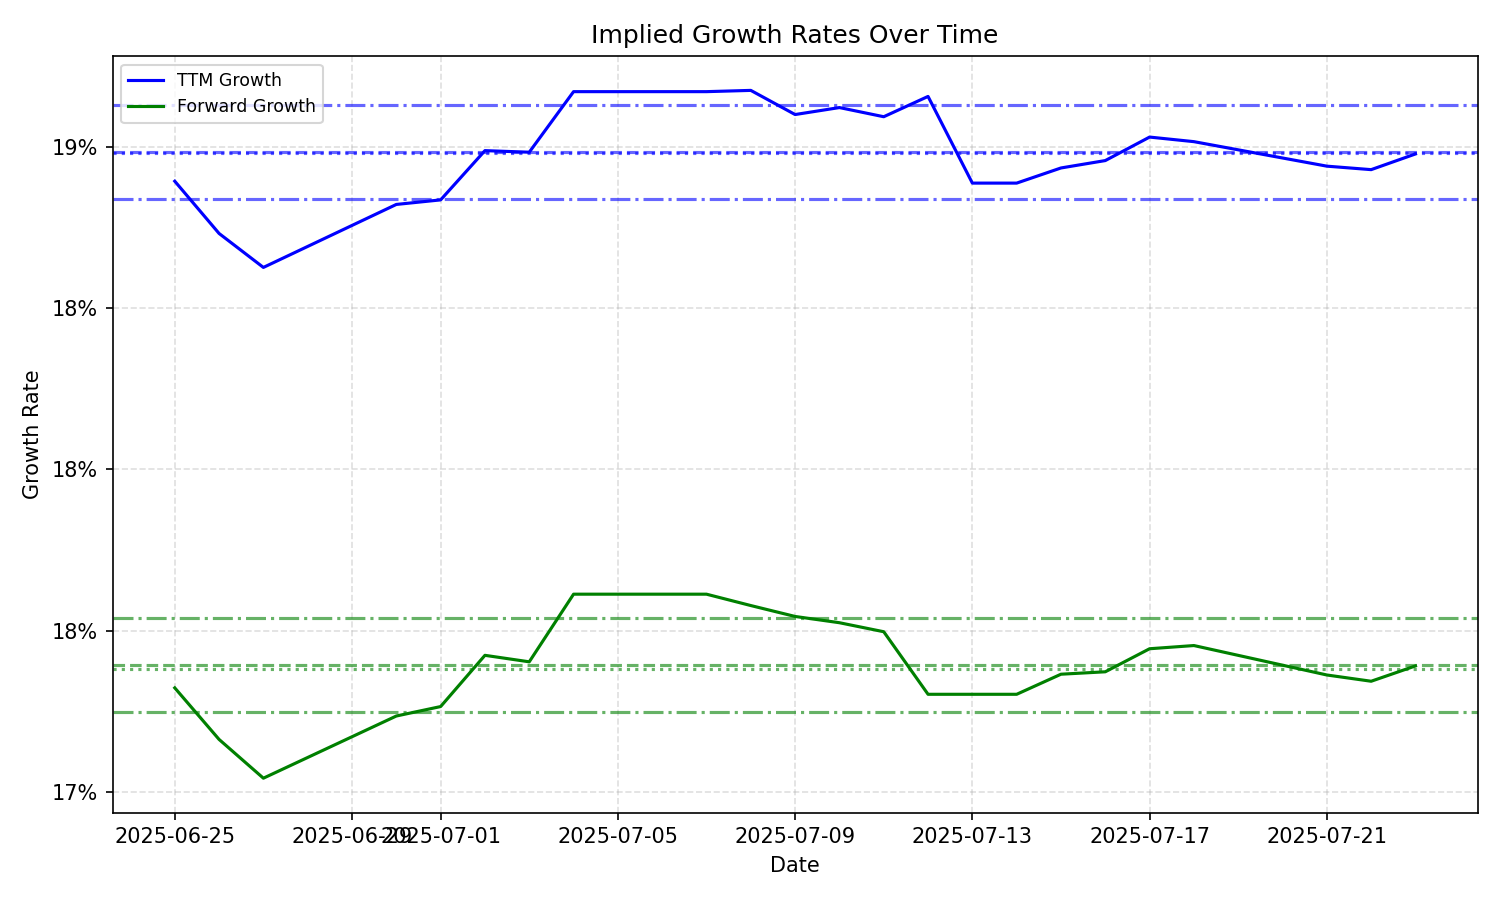 Implied Growth Rates Over Time
TTM Growth
Forward Growth
19%
18%
18%
18%
17%
Growth Rate
2025-06-25
2025-06-29
2025-07-01
2025-07-05
2025-07-09
2025-07-13
2025-07-17
2025-07-21
Date